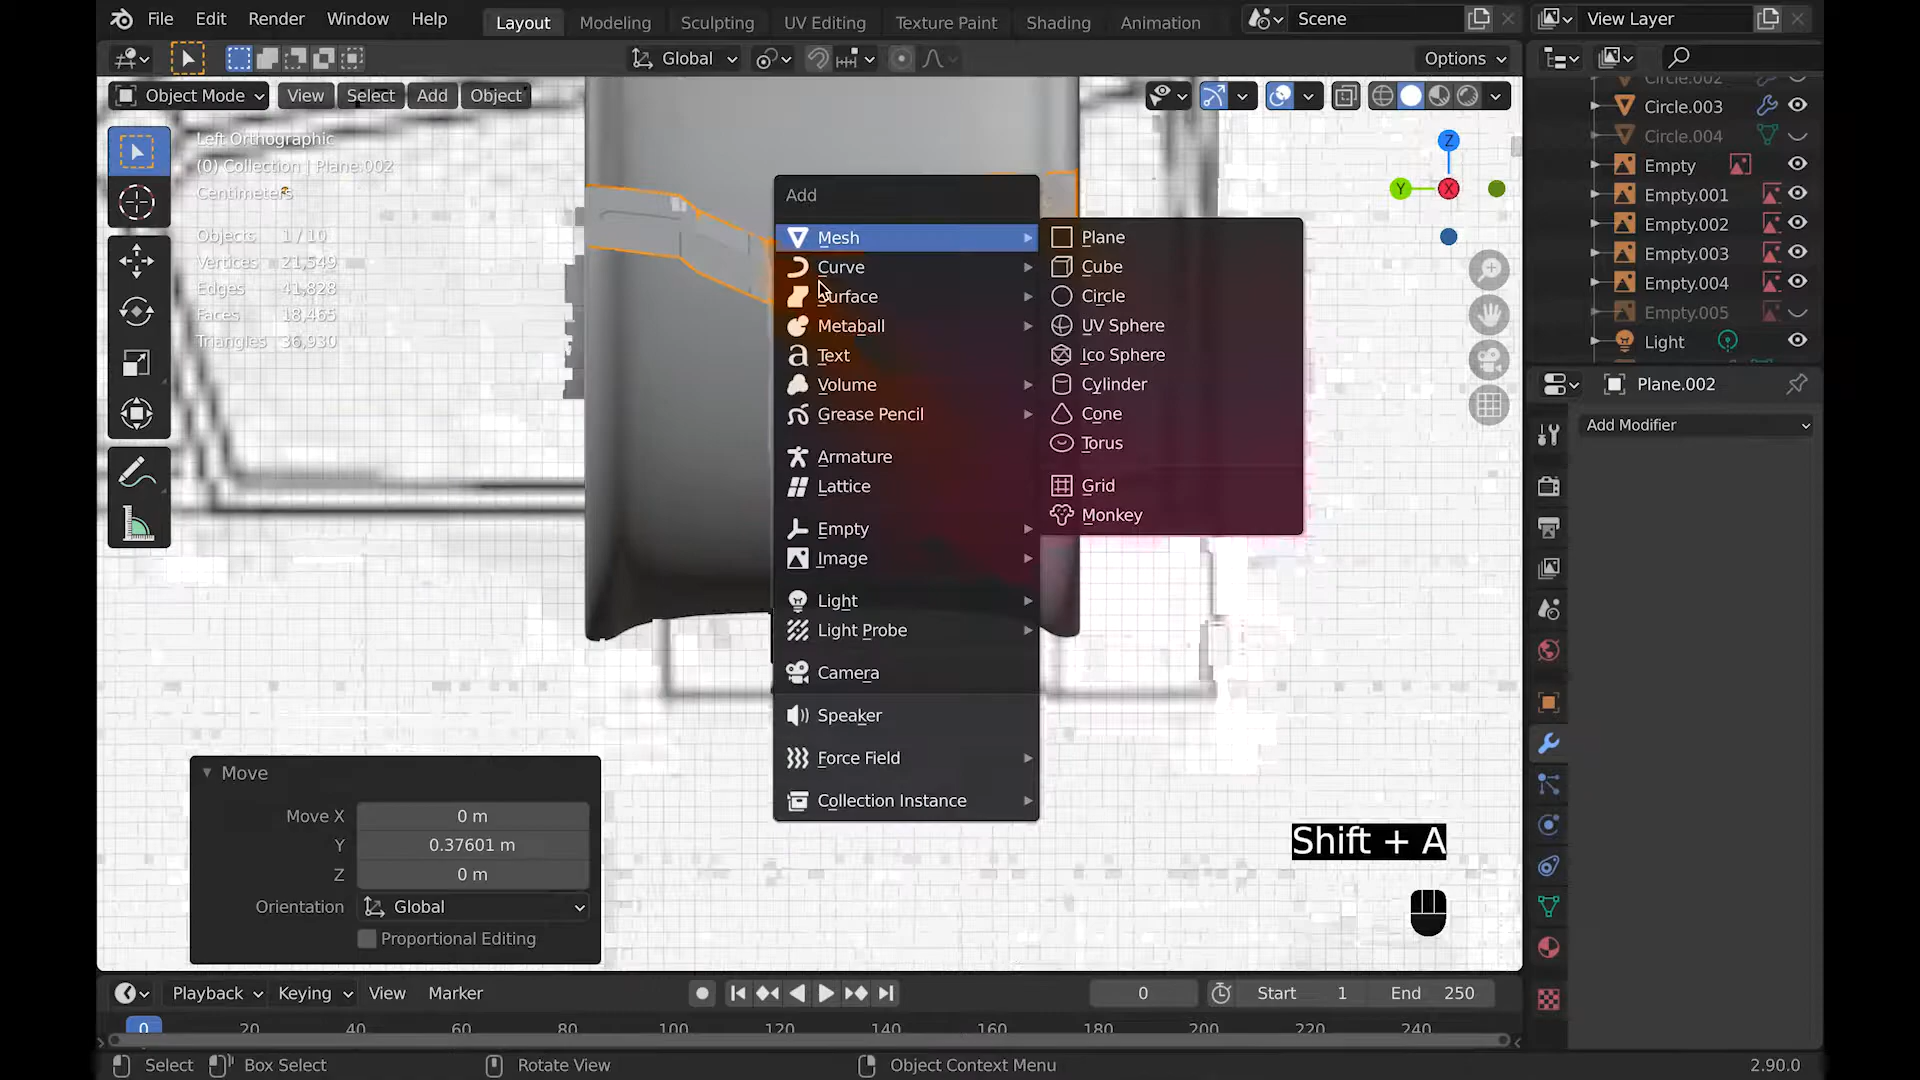 File Edit Render Window Help Layout Modeling Sculpting UV Editing Texture Paint Shading Animation Scene View Layer
Global Options
Object Mode View Select Add Object
Left Orthographic
(0) Collection | Plane.002
Centimeters
Objects 1 / 10
Vertices 21,549
Edges 41,828
Faces 18,465
Triangles 36,930
Add
Mesh
Curve
Surface
Metaball
Text
Volume
Grease Pencil
Armature
Lattice
Empty
Image
Light
Light Probe
Camera
Speaker
Force Field
Collection Instance
Plane
Cube
Circle
UV Sphere
Ico Sphere
Cylinder
Cone
Torus
Grid
Monkey
Z
Y X
Circle.002
Circle.003
Circle.004
Empty
Empty.001
Empty.002
Empty.003
Empty.004
Empty.005
Light
Plane.002
Add Modifier
Move
Move X 0 m
Y 0.37601 m
Z 0 m
Orientation Global
Proportional Editing
Shift + A
Playback Keying View Marker 0 Start 1 End 250
0 20 40 60 80 100 120 140 160 180 200 220 240
Select Box Select Rotate View Object Context Menu 2.90.0